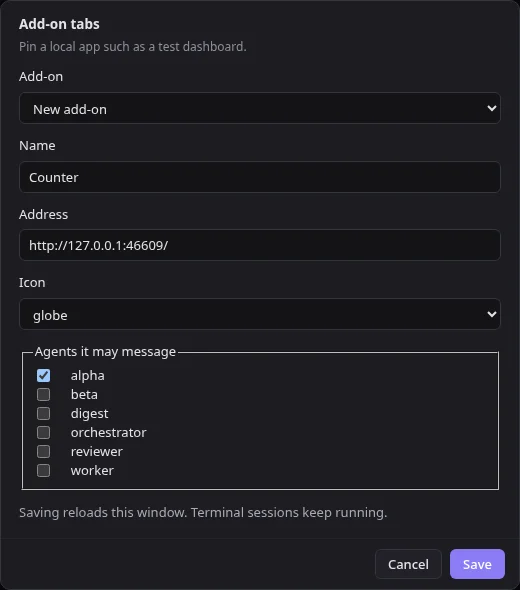 Add-on tabs
Pin a local app such as a test dashboard.
Add-on
New add-on
Name
Counter
Address
http://127.0.0.1:46609/
Icon
globe
Agents it may message
alpha
beta
digest
orchestrator
reviewer
worker
Saving reloads this window. Terminal sessions keep running.
Cancel Save